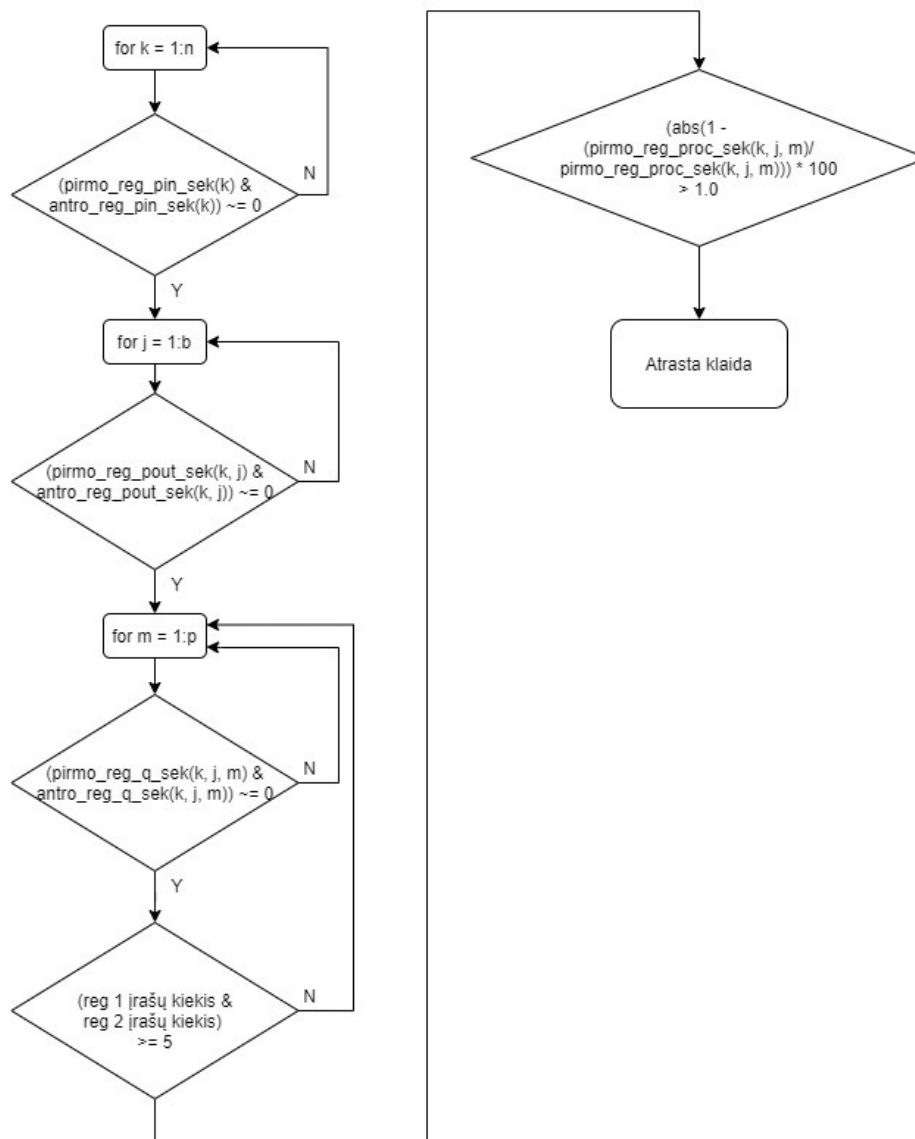 for k = 1:n
(pirmo_reg_pin_sek(k) &
antro_reg_pin_sek(k)) ~= 0
N
Y
for j = 1:b
(pirmo_reg_pout_sek(k, j) &
antro_reg_pout_sek(k, j)) ~= 0
N
Y
for m = 1:p
(pirmo_reg_q_sek(k, j, m) &
antro_reg_q_sek(k, j, m)) ~= 0
N
Y
(reg 1 įrašų kiekis &
reg 2 įrašų kiekis)
>= 5
N
(abs(1 -
(pirmo_reg_proc_sek(k, j, m)/
pirmo_reg_proc_sek(k, j, m))) * 100
> 1.0
Atrasta klaida